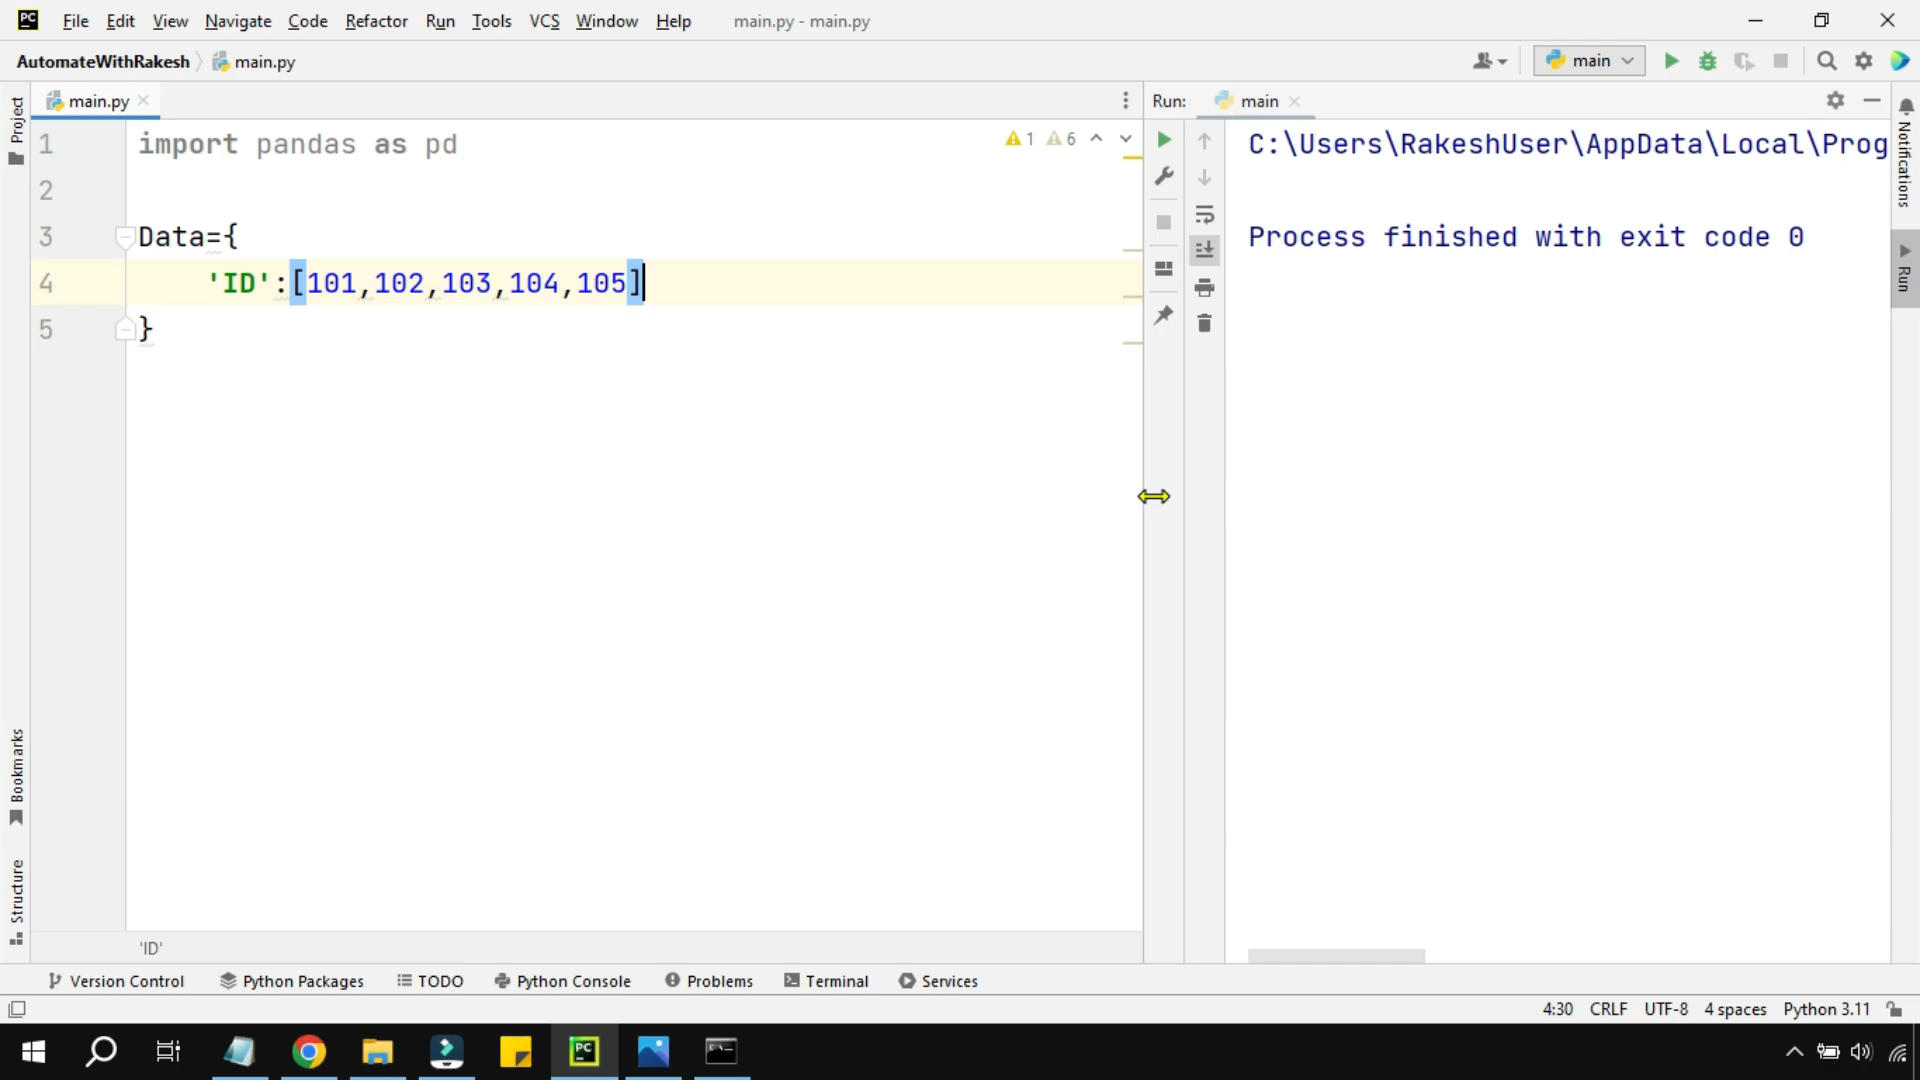 PC File Edit View Navigate Code Refactor Run Tools VCS Window Help main.py - main.py
AutomateWithRakesh main.py main
main.py Run: main
Project
Notifications
Run
Bookmarks
Structure
1 import pandas as pd 1 6
2
3 Data={
4 'ID':[101,102,103,104,105]
5 }
C:\Users\RakeshUser\AppData\Local\Prog
Process finished with exit code 0
'ID'
Version Control Python Packages TODO Python Console Problems Terminal Services
4:30 CRLF UTF-8 4 spaces Python 3.11
PC